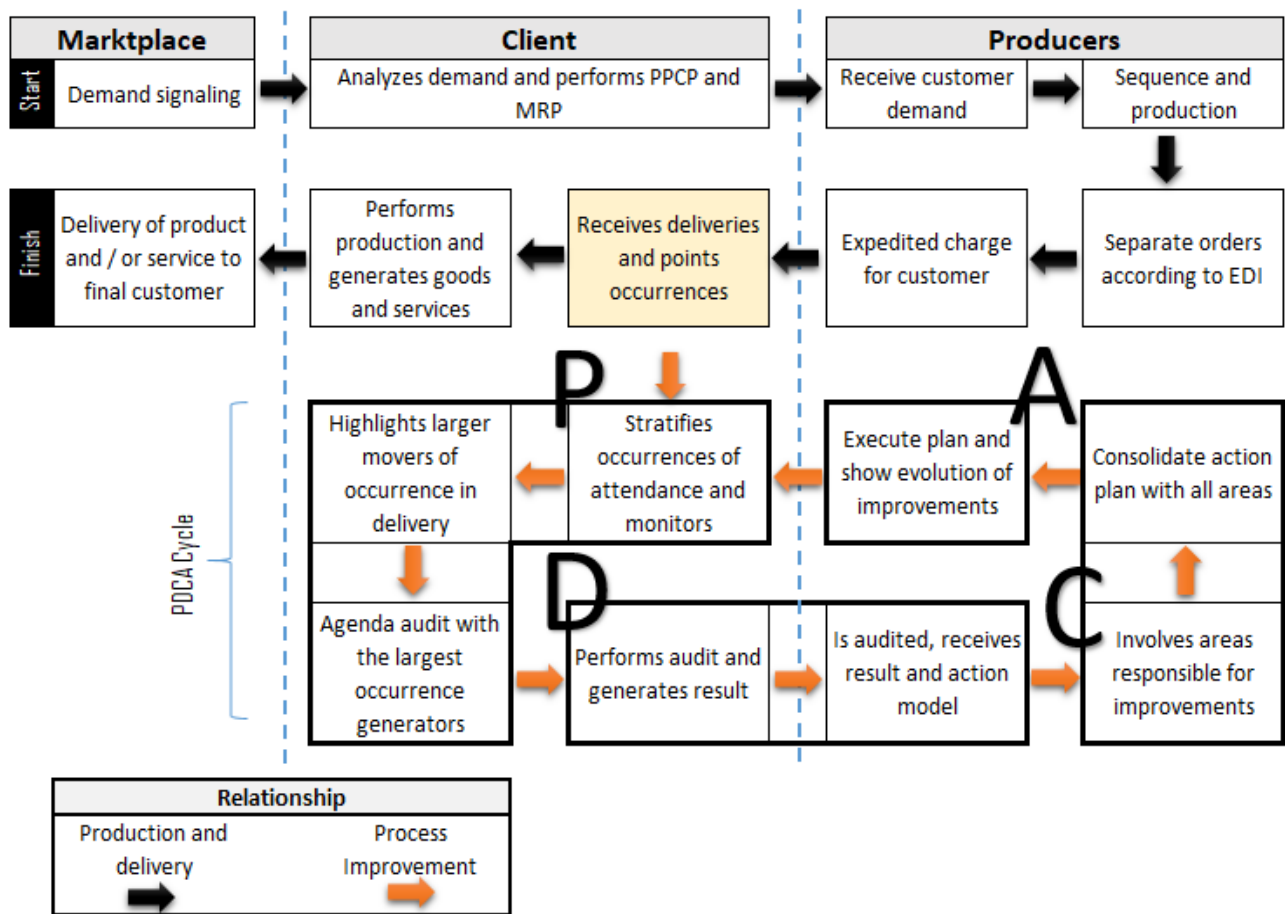 Marktplace
Client
Producers
Start
Demand signaling
Analyzes demand and performs PPCP and
MRP
Receive customer
demand
Sequence and
production
Finish
Delivery of product
and / or service to
final customer
Performs
production and
generates goods
and services
Receives deliveries
and points
occurrences
Expedited charge
for customer
Separate orders
according to EDI
PDCA Cycle
P
Highlights larger
movers of
occurrence in
delivery
Stratifies
occurrences of
attendance and
monitors
A
Execute plan and
show evolution of
improvements
Consolidate action
plan with all areas
Agenda audit with
the largest
occurrence
generators
D
Performs audit and
generates result
Is audited, receives
result and action
model
C
Involves areas
responsible for
improvements
Relationship
Production and
delivery
Process
Improvement